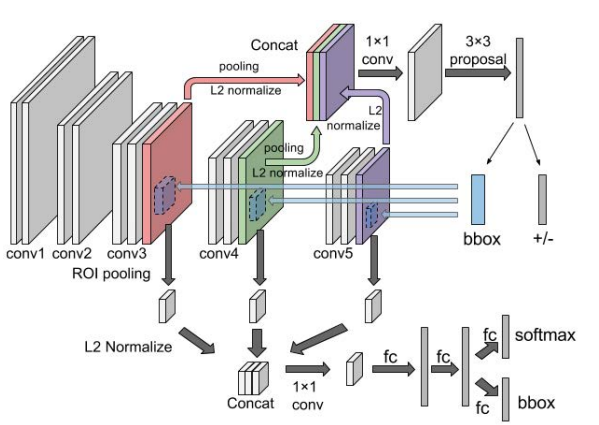 Concat
1×1
conv
3×3
proposal
pooling
L2 normalize
L2
normalize
pooling
L2 normalize
conv1
conv2
conv3
conv4
conv5
bbox
+/-
ROI pooling
L2 Normalize
Concat
1×1
conv
fc
fc
fc
softmax
fc
bbox